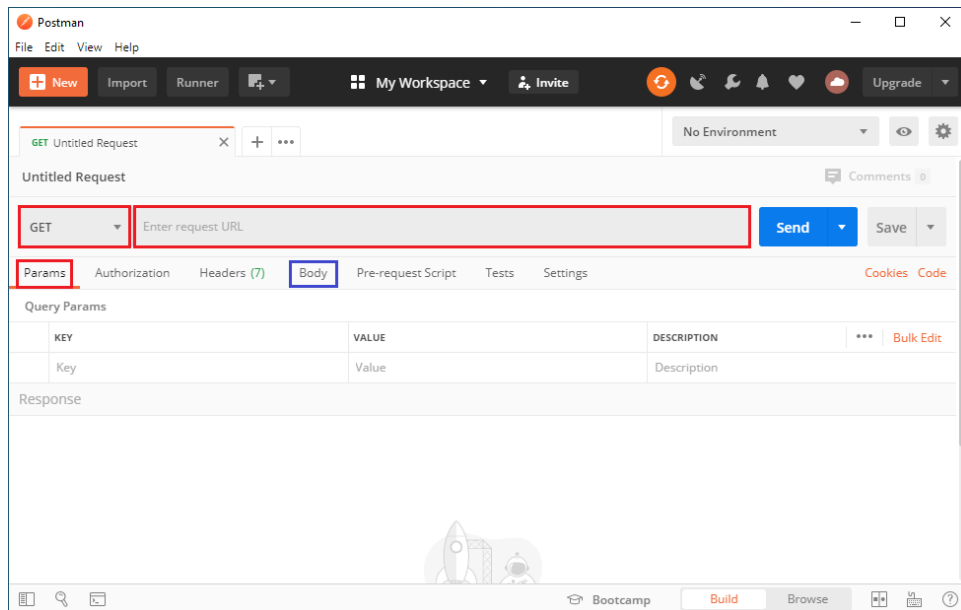 Postman
File Edit View Help
New Import Runner My Workspace Invite Upgrade
No Environment
GET Untitled Request
Untitled Request Comments 0
GET Enter request URL Send Save
Params Authorization Headers (7) Body Pre-request Script Tests Settings Cookies Code
Query Params
KEY VALUE DESCRIPTION Bulk Edit
Key Value Description
Response
Bootcamp Build Browse